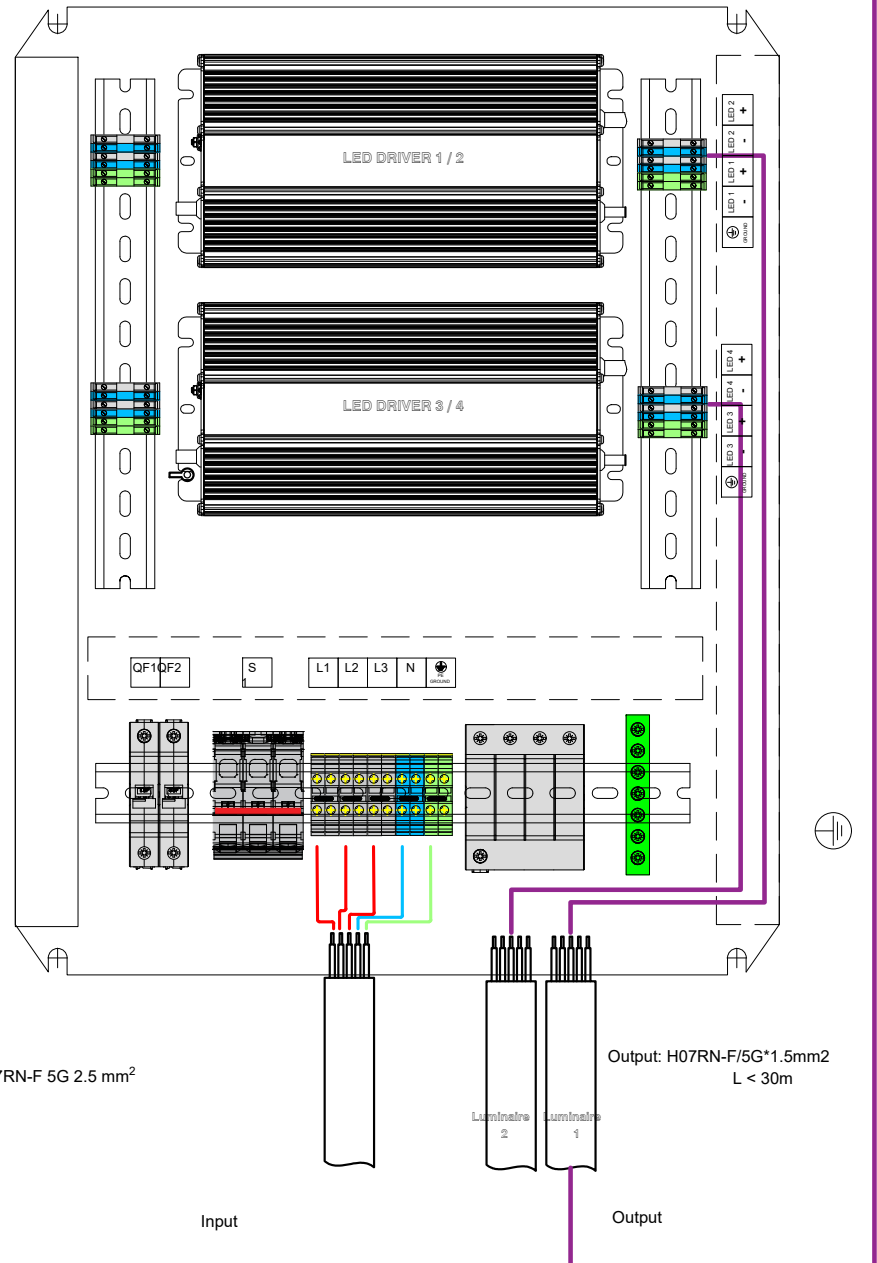 LED DRIVER 1 / 2
LED 2 +
LED 2 -
LED 1 +
LED 1 -
GROUND
LED DRIVER 3 / 4
LED 4 +
LED 4 -
LED 3 +
LED 3 -
GROUND
QF1 QF2 S1 L1 L2 L3 N PE GROUND
7RN-F 5G 2.5 mm²
Output: H07RN-F/5G*1.5mm2
L < 30m
Luminaire 2
Luminaire 1
Input
Output